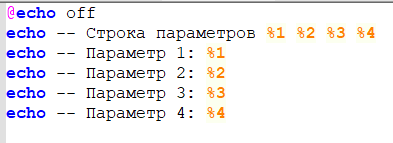 @echo off
echo -- Строка параметров %1 %2 %3 %4
echo -- Параметр 1: %1
echo -- Параметр 2: %2
echo -- Параметр 3: %3
echo -- Параметр 4: %4